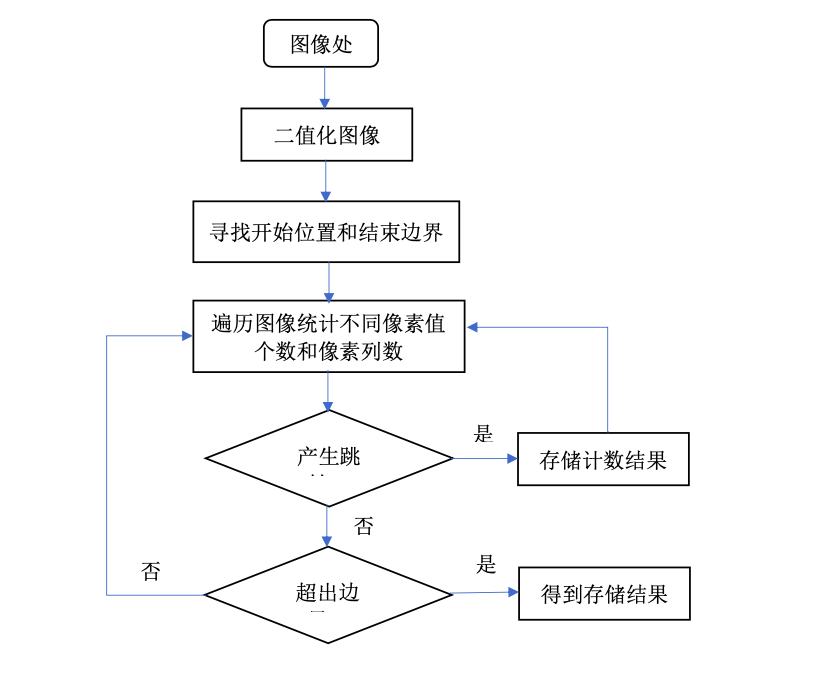 图像处
二值化图像
寻找开始位置和结束边界
遍历图像统计不同像素值
个数和像素列数
产生跳
是
存储计数结果
否
否
超出边
是
得到存储结果